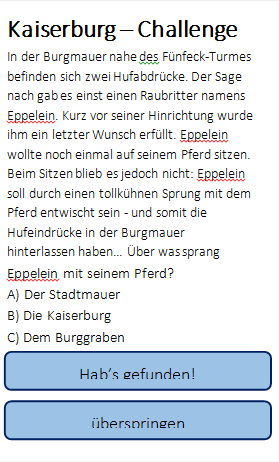 Kaiserburg – Challenge
In der Burgmauer nahe des Fünfeck-Turmes
befinden sich zwei Hufabdrücke. Der Sage
nach gab es einst einen Raubritter namens
Eppelein. Kurz vor seiner Hinrichtung wurde
ihm ein letzter Wunsch erfüllt. Eppelein
wollte noch einmal auf seinem Pferd sitzen.
Beim Sitzen blieb es jedoch nicht: Eppelein
soll durch einen tollkühnen Sprung mit dem
Pferd entwischt sein - und somit die
Hufeindrücke in der Burgmauer
hinterlassen haben... Über was sprang
Eppelein mit seinem Pferd?
A) Der Stadtmauer
B) Die Kaiserburg
C) Dem Burggraben
Hab's gefunden!
überspringen